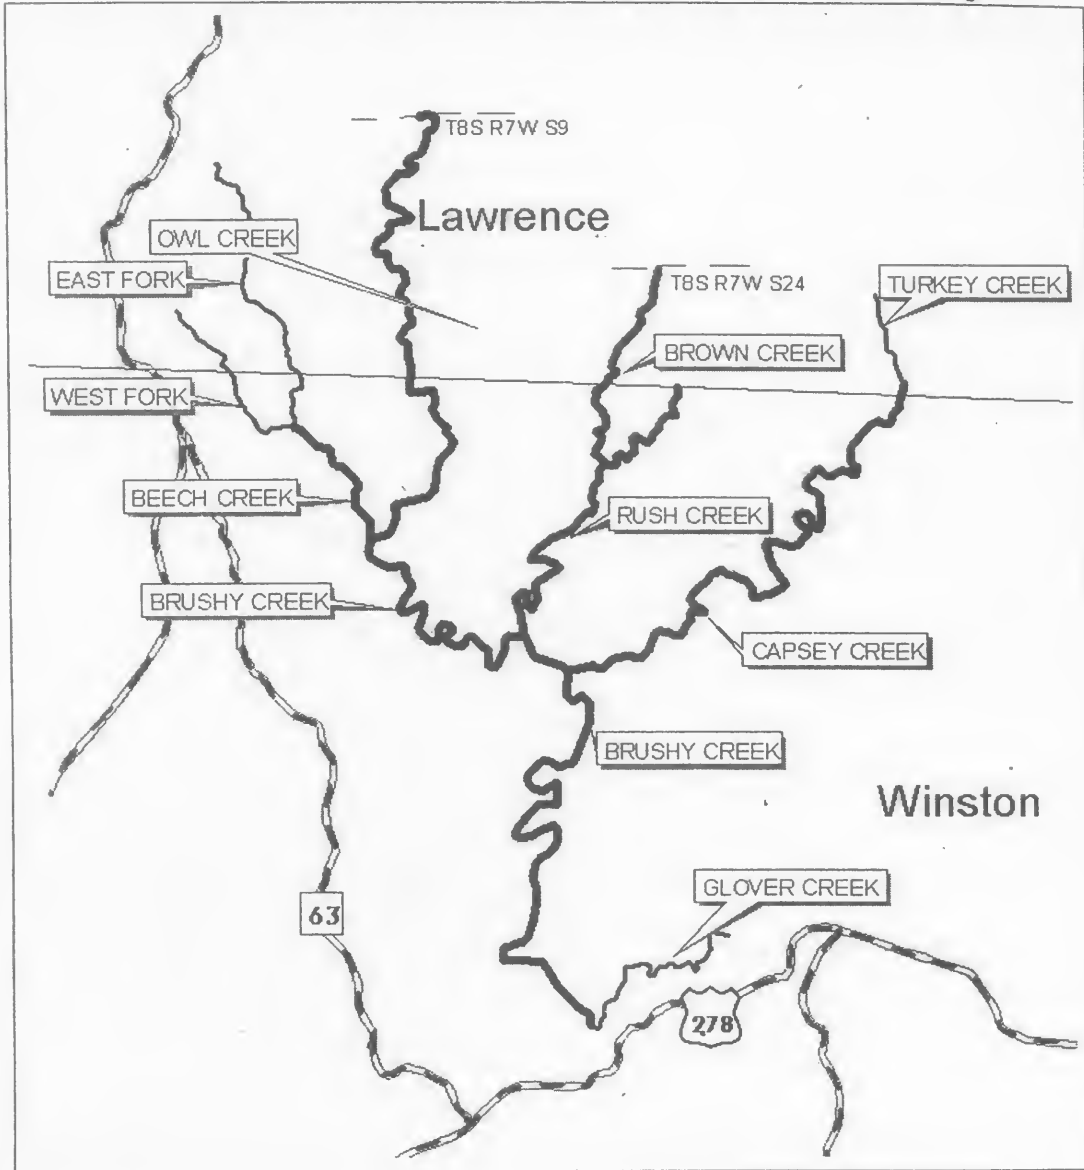 T8S R7W S9
Lawrence
OWL CREEK
EAST FORK
T8S R7W S24
TURKEY CREEK
BROWN CREEK
WEST FORK
BEECH CREEK
RUSH CREEK
BRUSHY CREEK
CAPSEY CREEK
BRUSHY CREEK
Winston
GLOVER CREEK
63
278